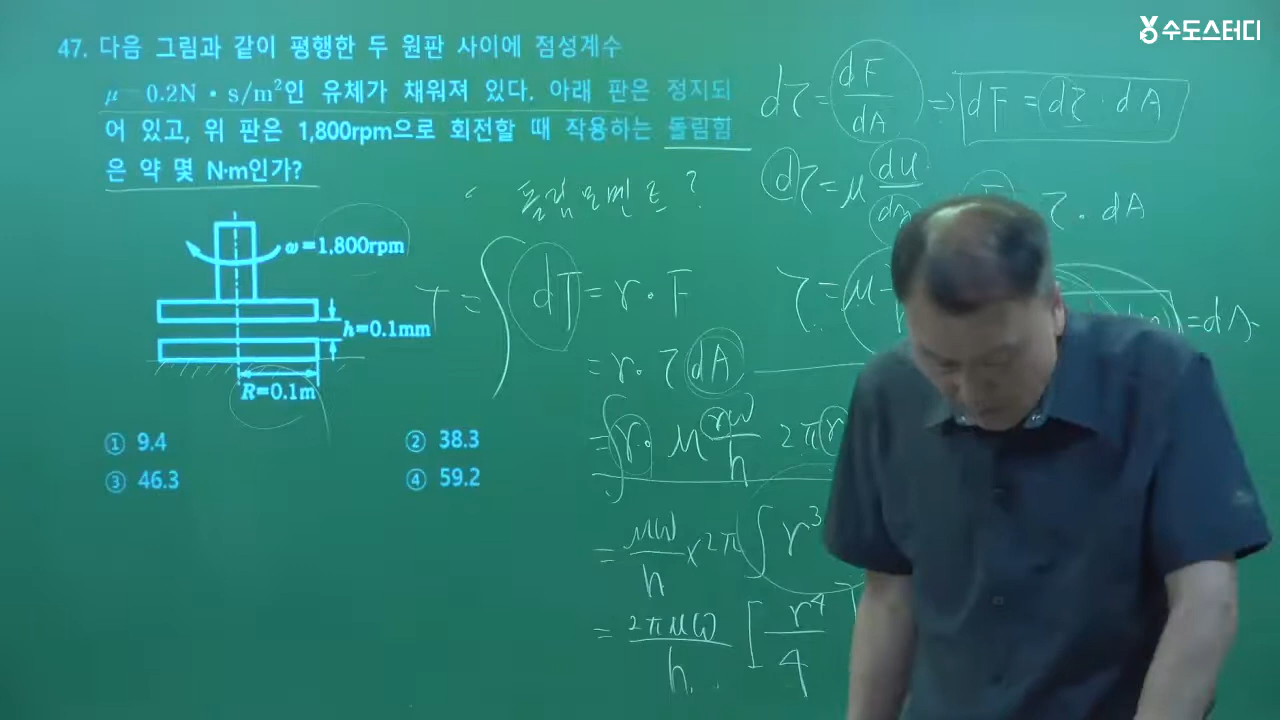 수도스터디
47. 다음 그림과 같이 평행한 두 원판 사이에 점성계수
μ = 0.2N · s/m²인 유체가 채워져 있다. 아래 판은 정지되
어 있고, 위 판은 1,800rpm으로 회전할 때 작용하는 돌림힘
은 약 몇 N·m인가?
ω=1,800rpm
h=0.1mm
R=0.1m
① 9.4 ② 38.3
③ 46.3 ④ 59.2
dτ = dF/dA ⇒ dF = dτ · dA
dτ = μ du/
τ · dA
돌림모멘트?
τ = μ
= dA
T = ∫ dT = r · F
= r · τ dA
= ∫ r · μ rω/h 2π r
= μω/h × 2π ∫ r³
= 2πμω/h [ r⁴/4 ]